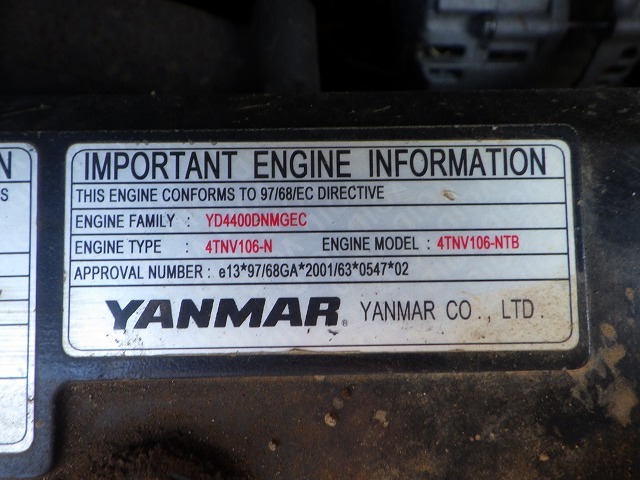 N
S
IMPORTANT ENGINE INFORMATION
THIS ENGINE CONFORMS TO 97/68/EC DIRECTIVE
ENGINE FAMILY : YD4400DNMGEC
ENGINE TYPE : 4TNV106-N ENGINE MODEL : 4TNV106-NTB
APPROVAL NUMBER : e13*97/68GA*2001/63*0547*02
YANMAR® YANMAR CO., LTD.